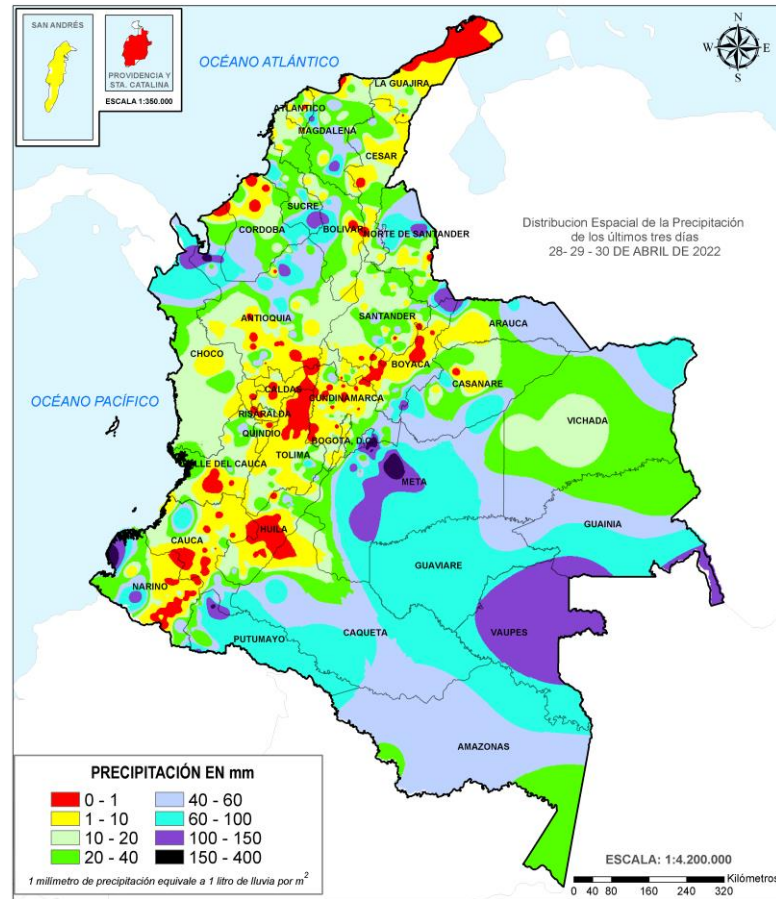 SAN ANDRÉS
PROVIDENCIA Y
STA. CATALINA
ESCALA 1:350.000
OCÉANO ATLÁNTICO
N
W
E
S
LA GUAJIRA
ATLANTICO
MAGDALENA
CESAR
SUCRE
CORDOBA
BOLIVAR
NORTE DE SANTANDER
Distribucion Espacial de la Precipitación
de los últimos tres días
28- 29 - 30 DE ABRIL DE 2022
ANTIOQUIA
SANTANDER
ARAUCA
CHOCO
BOYACA
CASANARE
OCÉANO PACÍFICO
CALDAS
CUNDINAMARCA
RISARALDA
VICHADA
QUINDIO
BOGOTA, D.C.
TOLIMA
VALLE DEL CAUCA
META
GUAINIA
HUILA
CAUCA
GUAVIARE
NARIÑO
VAUPES
CAQUETA
PUTUMAYO
AMAZONAS
PRECIPITACIÓN EN mm
0 - 1
40 - 60
1 - 10
60 - 100
10 - 20
100 - 150
20 - 40
150 - 400
1 milímetro de precipitación equivale a 1 litro de lluvia por m²
ESCALA: 1:4.200.000
Kilómetros
0 40 80 160 240 320